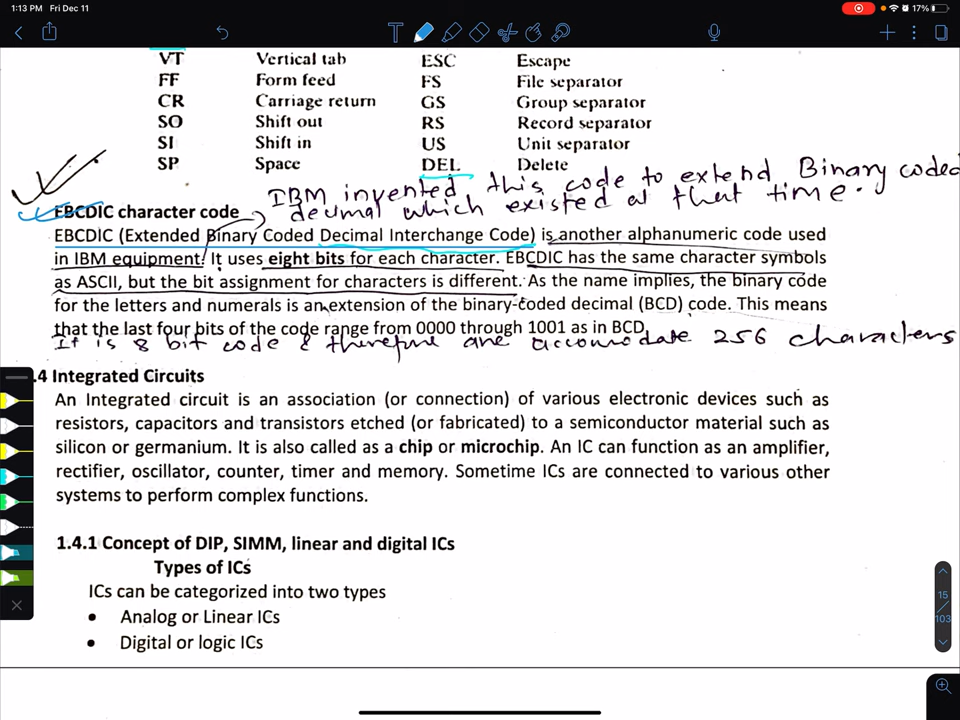 1:13 PM Fri Dec 11 17%
VT Vertical tab ESC Escape
FF Form feed FS File separator
CR Carriage return GS Group separator
SO Shift out RS Record separator
SI Shift in US Unit separator
SP Space DEL Delete
IBM invented this code to extend Binary coded
decimal which existed at that time.
EBCDIC character code
EBCDIC (Extended Binary Coded Decimal Interchange Code) is another alphanumeric code used
in IBM equipment. It uses eight bits for each character. EBCDIC has the same character symbols
as ASCII, but the bit assignment for characters is different. As the name implies, the binary code
for the letters and numerals is an extension of the binary-coded decimal (BCD) code. This means
that the last four bits of the code range from 0000 through 1001 as in BCD
It is 8 bit code & therefore are accomodate 256 characters
.4 Integrated Circuits
An Integrated circuit is an association (or connection) of various electronic devices such as
resistors, capacitors and transistors etched (or fabricated) to a semiconductor material such as
silicon or germanium. It is also called as a chip or microchip. An IC can function as an amplifier,
rectifier, oscillator, counter, timer and memory. Sometime ICs are connected to various other
systems to perform complex functions.
1.4.1 Concept of DIP, SIMM, linear and digital ICs
Types of ICs
ICs can be categorized into two types
• Analog or Linear ICs
• Digital or logic ICs
15
103